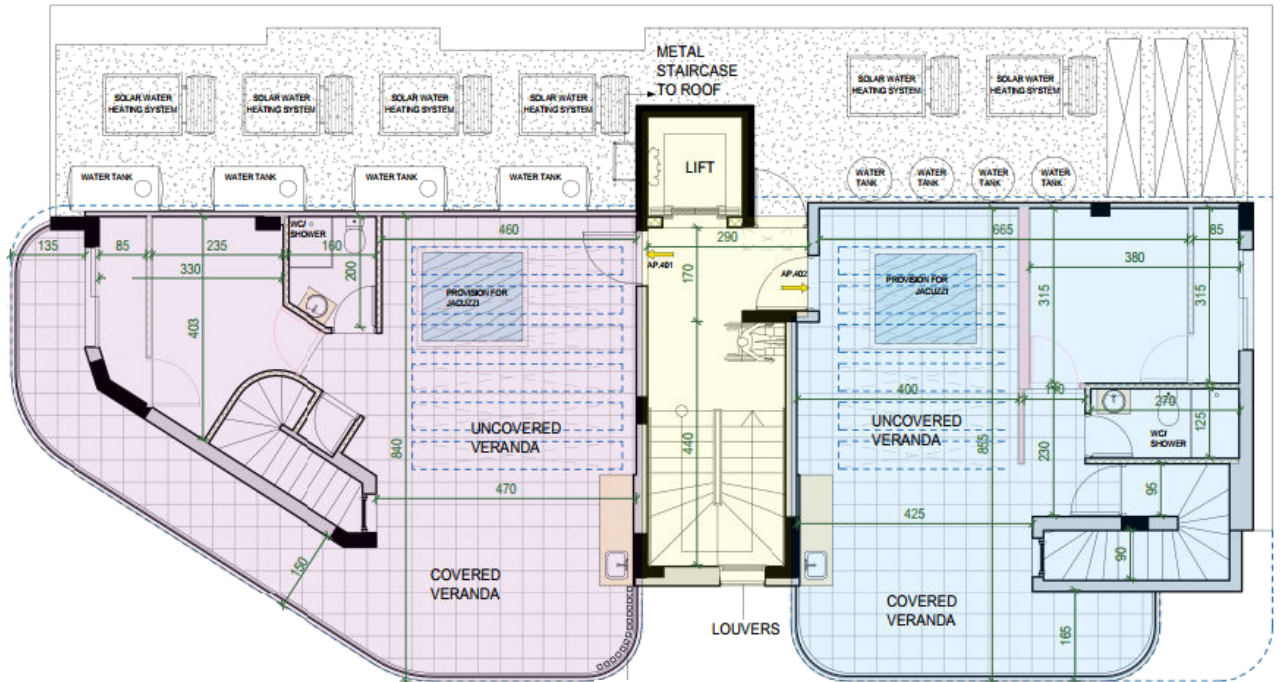 METAL
STAIRCASE
TO ROOF
SOLAR WATER
HEATING SYSTEM
SOLAR WATER
HEATING SYSTEM
SOLAR WATER
HEATING SYSTEM
SOLAR WATER
HEATING SYSTEM
SOLAR WATER
HEATING SYSTEM
SOLAR WATER
HEATING SYSTEM
LIFT
WATER TANK
WATER TANK
WATER TANK
WATER TANK
WATER
TANK
WATER
TANK
WATER
TANK
WATER
TANK
WC/
SHOWER
135
85
235
160
460
290
665
85
330
200
170
380
315
315
403
AP.401
AP.402
PROVISION FOR
JACUZZI
PROVISION FOR
JACUZZI
400
190
270
125
UNCOVERED
VERANDA
UNCOVERED
VERANDA
WC/
SHOWER
840
440
855
230
95
470
425
90
150
COVERED
VERANDA
COVERED
VERANDA
LOUVERS
165